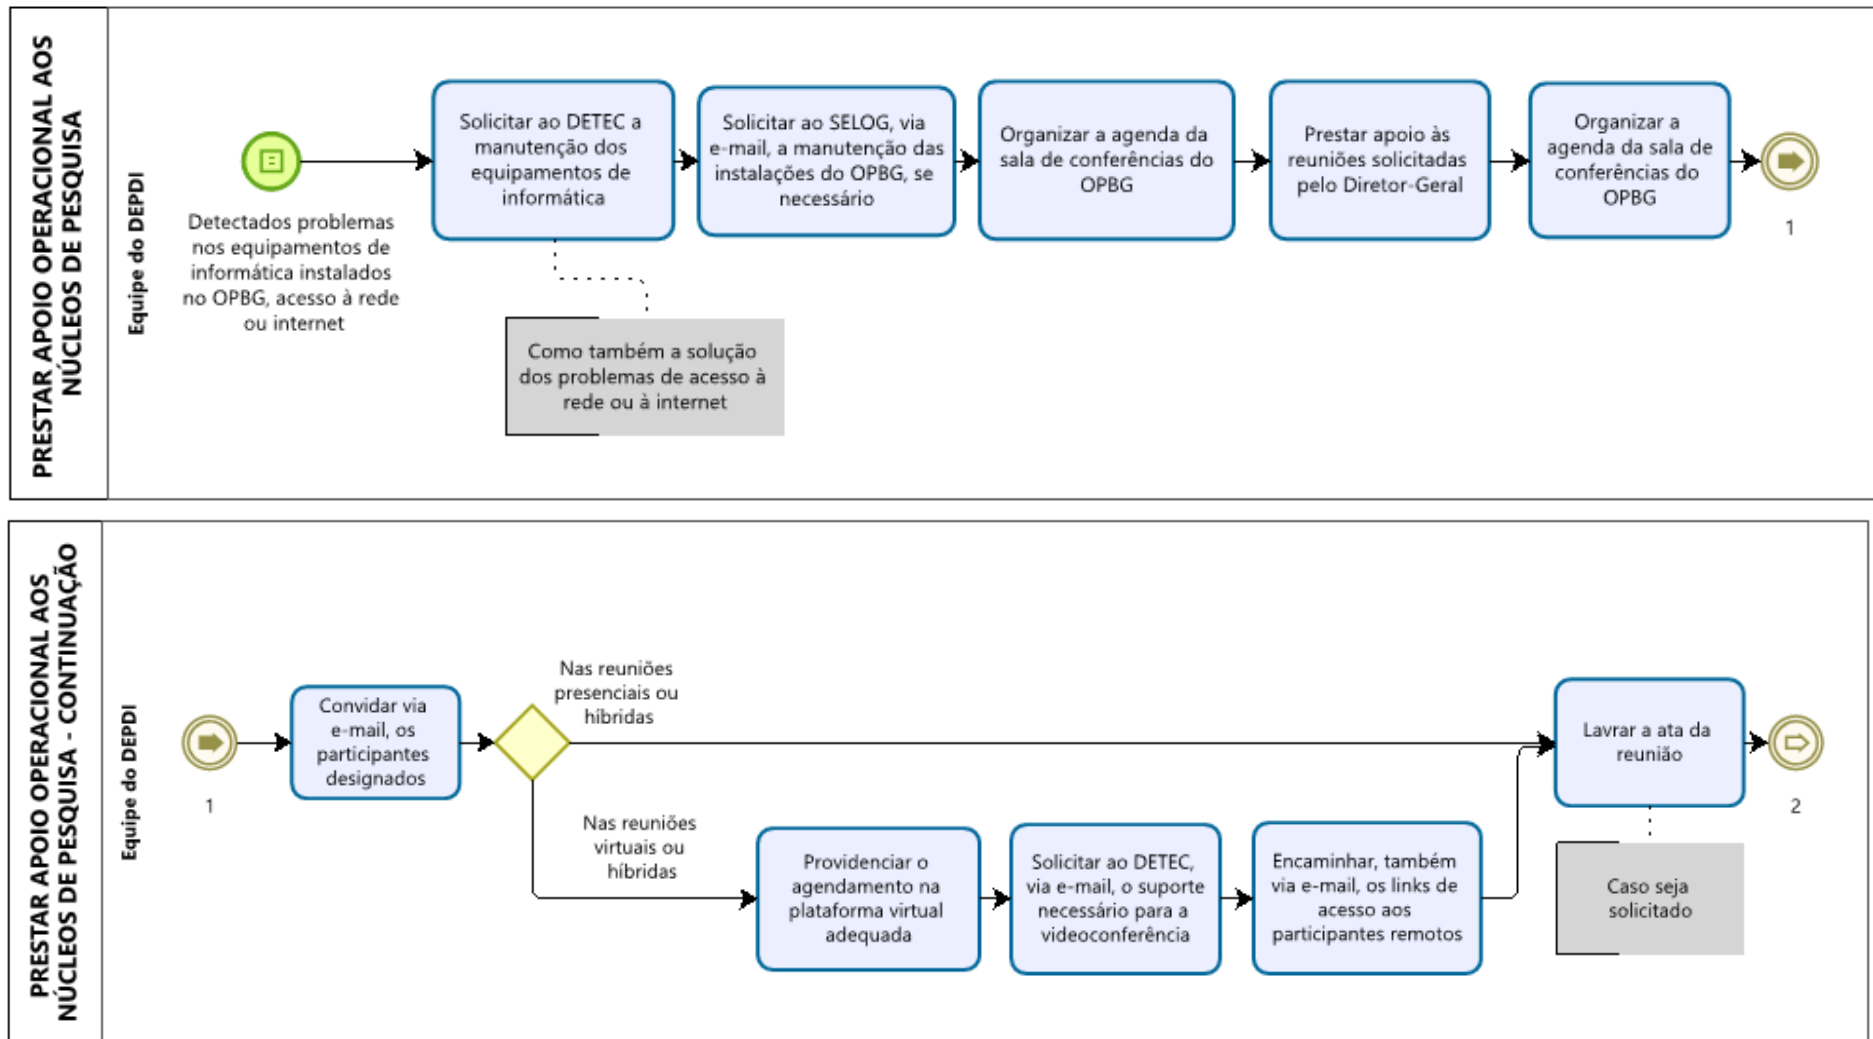 PRESTAR APOIO OPERACIONAL AOS
NÚCLEOS DE PESQUISA
Equipe do DEPDI
Detectados problemas
nos equipamentos de
informática instalados
no OPBG, acesso à rede
ou internet
Solicitar ao DETEC a
manutenção dos
equipamentos de
informática
Como também a solução
dos problemas de acesso à
rede ou à internet
Solicitar ao SELOG, via
e-mail, a manutenção das
instalações do OPBG, se
necessário
Organizar a agenda da
sala de conferências do
OPBG
Prestar apoio às
reuniões solicitadas
pelo Diretor-Geral
Organizar a
agenda da sala de
conferências do
OPBG
1
PRESTAR APOIO OPERACIONAL AOS
NÚCLEOS DE PESQUISA - CONTINUAÇÃO
Equipe do DEPDI
1
Convidar via
e-mail, os
participantes
designados
Nas reuniões
presenciais ou
híbridas
Nas reuniões
virtuais ou
híbridas
Providenciar o
agendamento na
plataforma virtual
adequada
Solicitar ao DETEC,
via e-mail, o suporte
necessário para a
videoconferência
Encaminhar, também
via e-mail, os links de
acesso aos
participantes remotos
Lavrar a ata da
reunião
Caso seja
solicitado
2